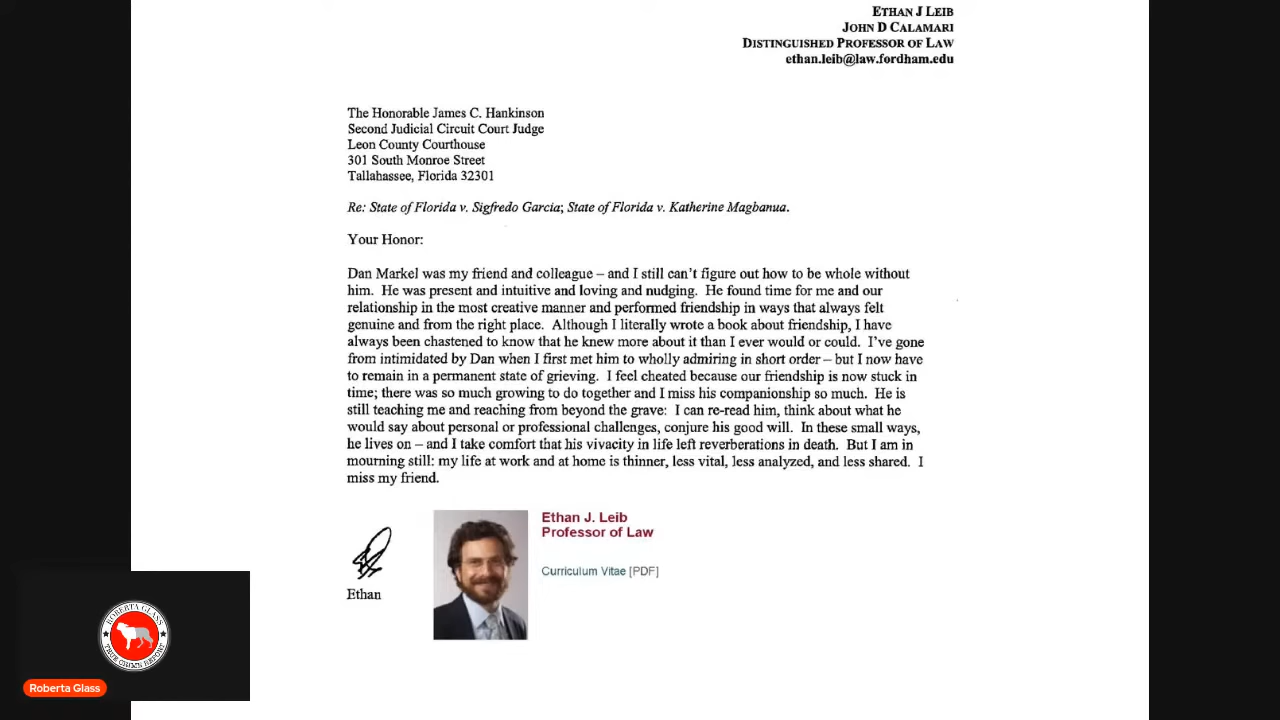 ETHAN J LEIB
JOHN D CALAMARI
DISTINGUISHED PROFESSOR OF LAW
ethan.leib@law.fordham.edu
The Honorable James C. Hankinson
Second Judicial Circuit Court Judge
Leon County Courthouse
301 South Monroe Street
Tallahassee, Florida 32301
Re: State of Florida v. Sigfredo Garcia; State of Florida v. Katherine Magbanua.
Your Honor:
Dan Markel was my friend and colleague – and I still can't figure out how to be whole without
him. He was present and intuitive and loving and nudging. He found time for me and our
relationship in the most creative manner and performed friendship in ways that always felt
genuine and from the right place. Although I literally wrote a book about friendship, I have
always been chastened to know that he knew more about it than I ever would or could. I've gone
from intimidated by Dan when I first met him to wholly admiring in short order – but I now have
to remain in a permanent state of grieving. I feel cheated because our friendship is now stuck in
time; there was so much growing to do together and I miss his companionship so much. He is
still teaching me and reaching from beyond the grave: I can re-read him, think about what he
would say about personal or professional challenges, conjure his good will. In these small ways,
he lives on – and I take comfort that his vivacity in life left reverberations in death. But I am in
mourning still: my life at work and at home is thinner, less vital, less analyzed, and less shared. I
miss my friend.
Ethan J. Leib
Professor of Law
Curriculum Vitae [PDF]
Ethan
ROBERTA GLASS
TRUE CRIME REPORT
Roberta Glass